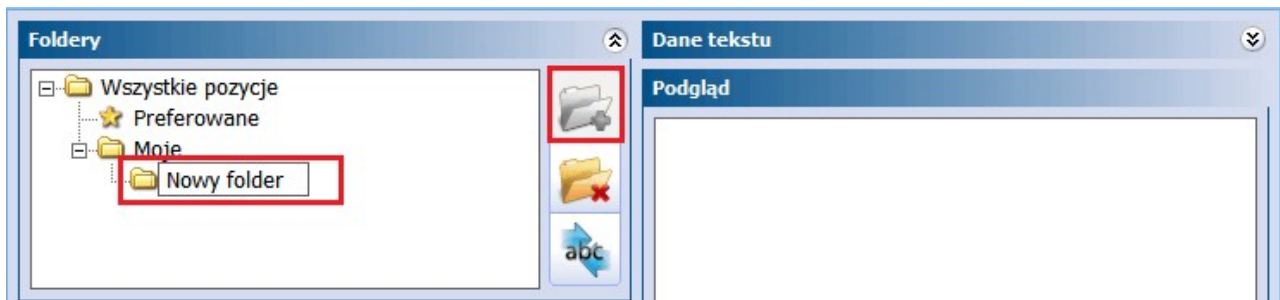 Foldery
Wszystkie pozycje
Preferowane
Moje
Nowy folder
abc
Dane tekstu
Podgląd